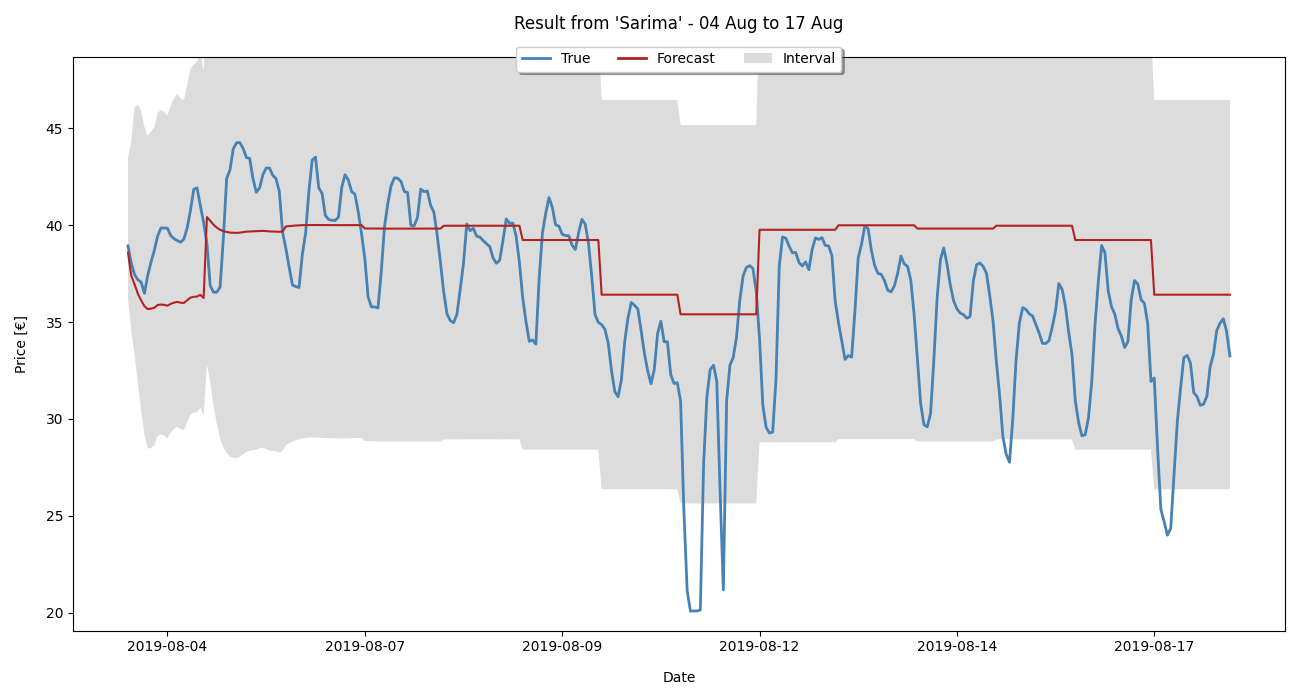 Result from 'Sarima' - 04 Aug to 17 Aug
True Forecast Interval
Price [€]
45
40
35
30
25
20
2019-08-04 2019-08-07 2019-08-09 2019-08-12 2019-08-14 2019-08-17
Date